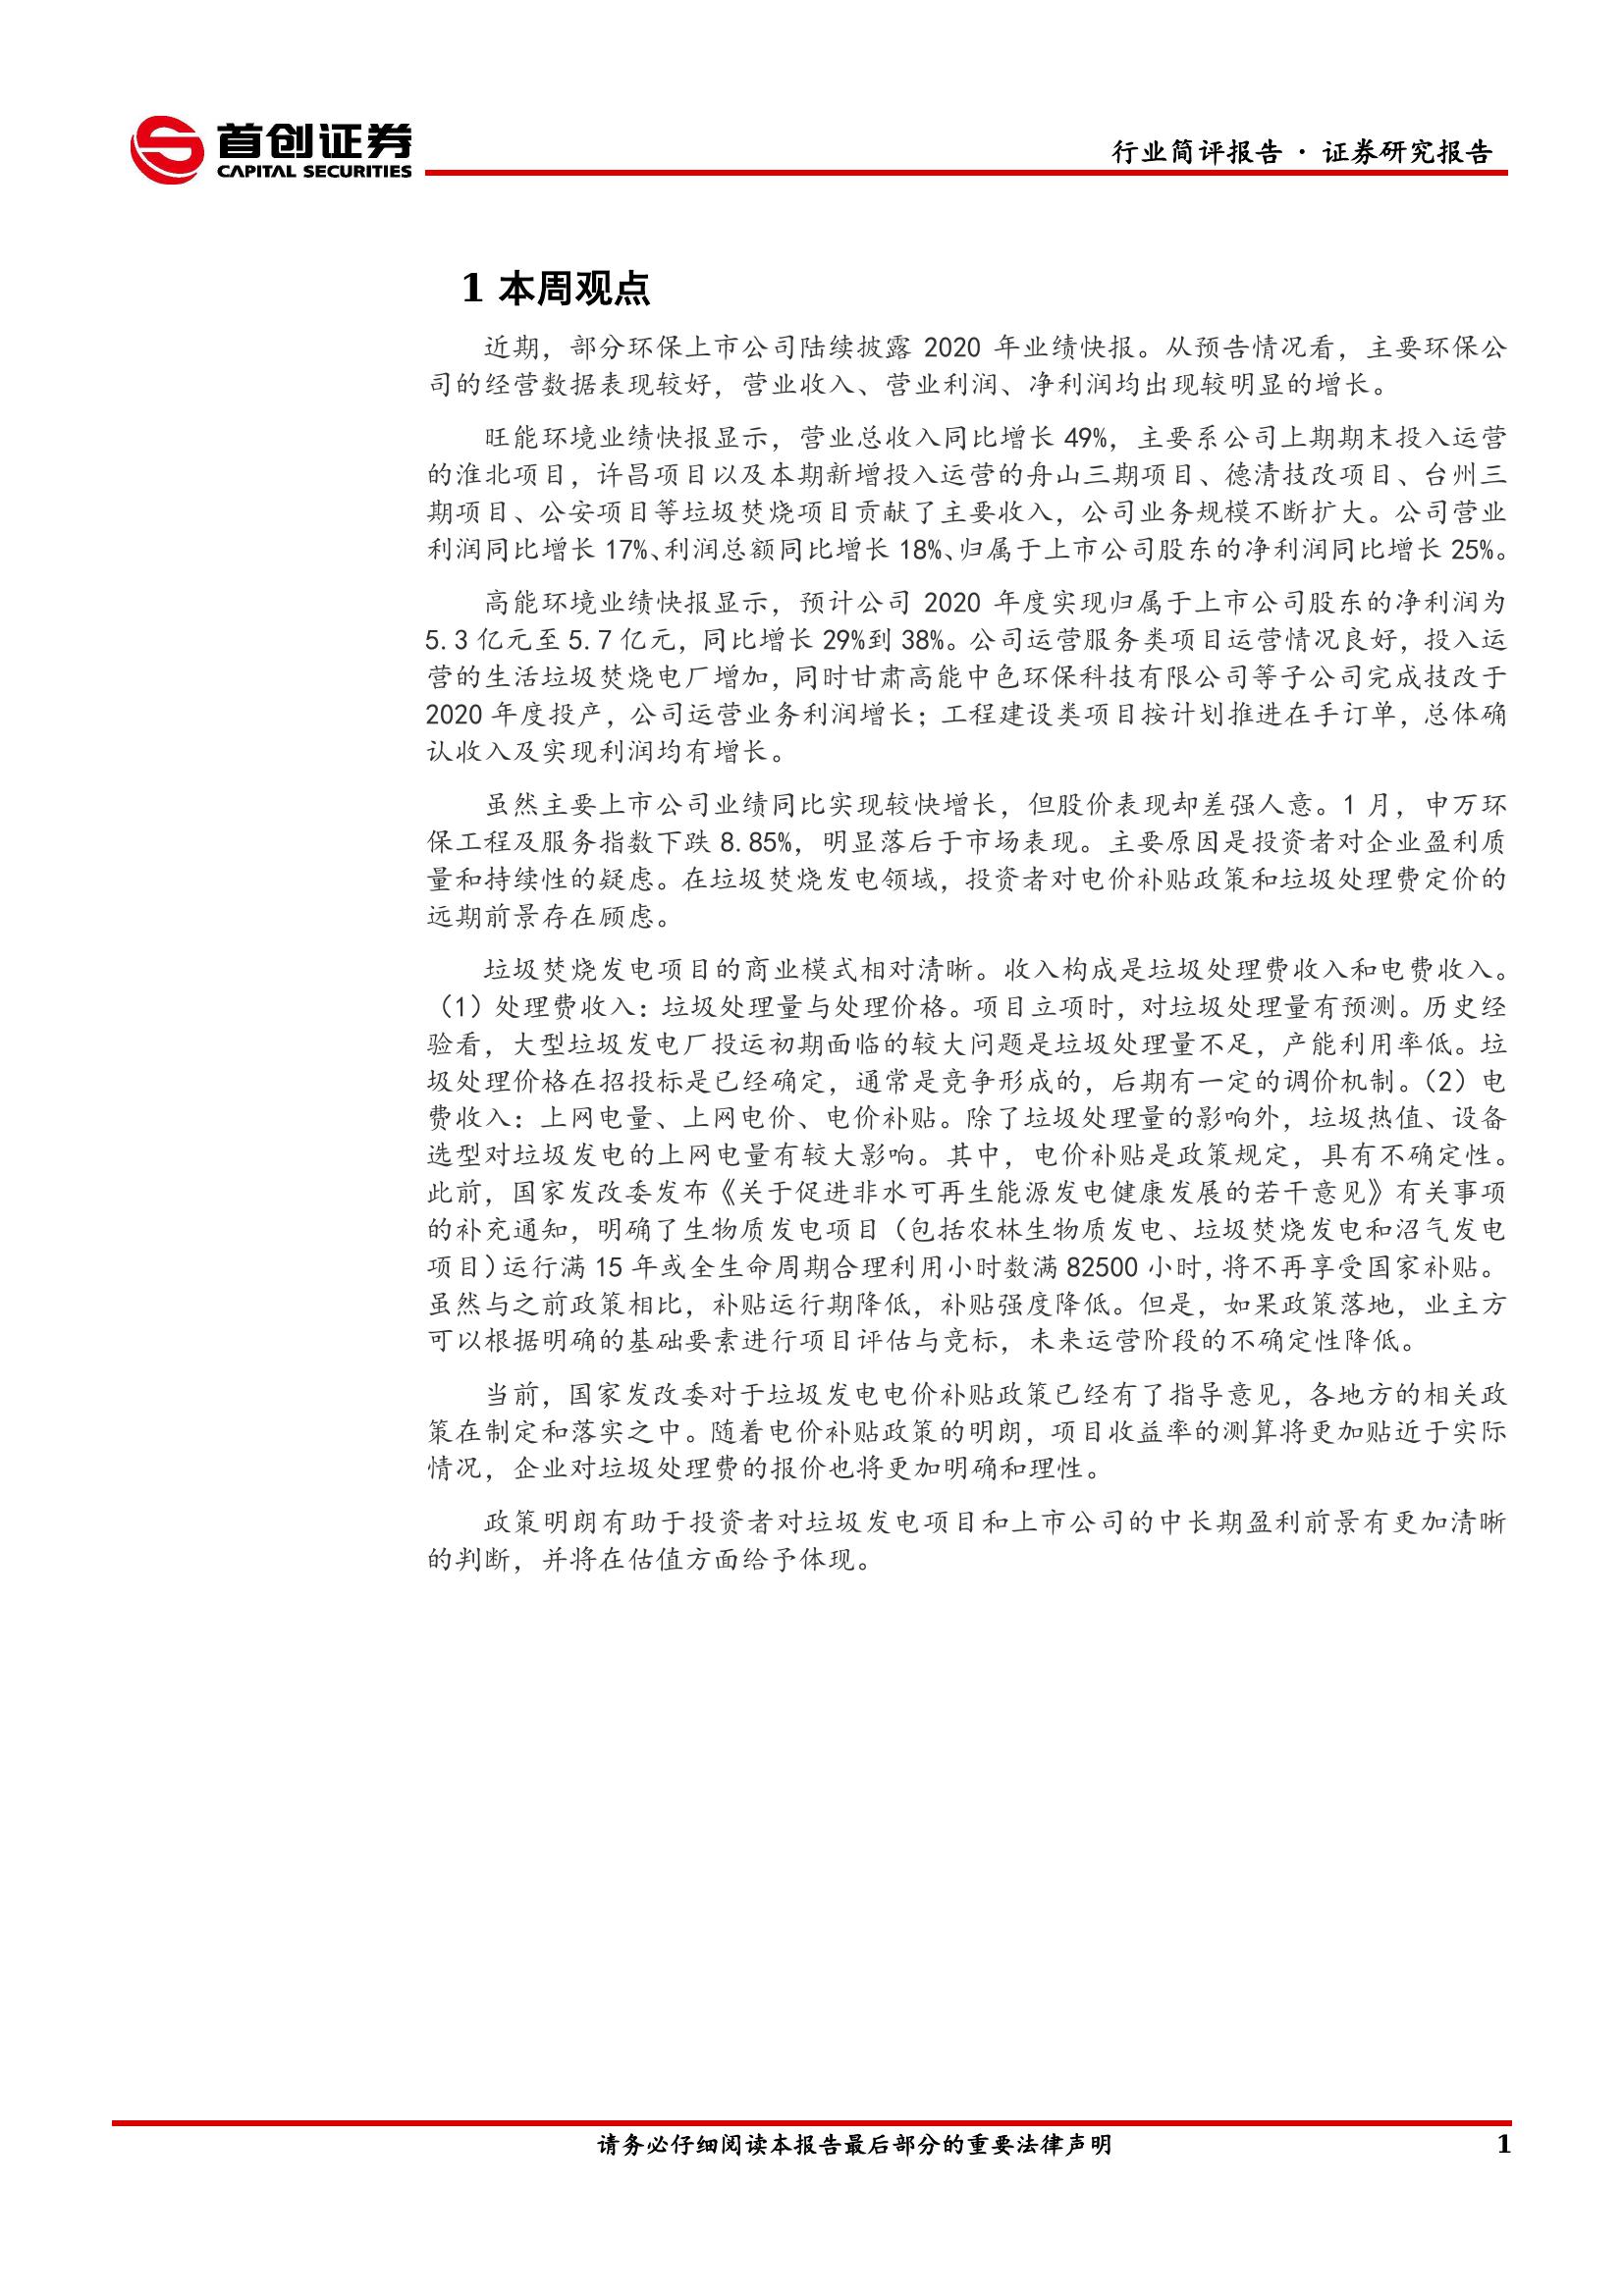 首创证券
CAPITAL SECURITIES
行业简评报告 · 证券研究报告
1 本周观点
近期，部分环保上市公司陆续披露 2020 年业绩快报。从预告情况看，主要环保公
司的经营数据表现较好，营业收入、营业利润、净利润均出现较明显的增长。
旺能环境业绩快报显示，营业总收入同比增长 49%，主要系公司上期期末投入运营
的淮北项目，许昌项目以及本期新增投入运营的舟山三期项目、德清技改项目、台州三
期项目、公安项目等垃圾焚烧项目贡献了主要收入，公司业务规模不断扩大。公司营业
利润同比增长 17%、利润总额同比增长 18%、归属于上市公司股东的净利润同比增长 25%。
高能环境业绩快报显示，预计公司 2020 年度实现归属于上市公司股东的净利润为
5.3 亿元至 5.7 亿元，同比增长 29%到 38%。公司运营服务类项目运营情况良好，投入运
营的生活垃圾焚烧电厂增加，同时甘肃高能中色环保科技有限公司等子公司完成技改于
2020 年度投产，公司运营业务利润增长；工程建设类项目按计划推进在手订单，总体确
认收入及实现利润均有增长。
虽然主要上市公司业绩同比实现较快增长，但股价表现却差强人意。1 月，申万环
保工程及服务指数下跌 8.85%，明显落后于市场表现。主要原因是投资者对企业盈利质
量和持续性的疑虑。在垃圾焚烧发电领域，投资者对电价补贴政策和垃圾处理费定价的
远期前景存在顾虑。
垃圾焚烧发电项目的商业模式相对清晰。收入构成是垃圾处理费收入和电费收入。
（1）处理费收入：垃圾处理量与处理价格。项目立项时，对垃圾处理量有预测。历史经
验看，大型垃圾发电厂投运初期面临的较大问题是垃圾处理量不足，产能利用率低。垃
圾处理价格在招投标是已经确定，通常是竞争形成的，后期有一定的调价机制。（2）电
费收入：上网电量、上网电价、电价补贴。除了垃圾处理量的影响外，垃圾热值、设备
选型对垃圾发电的上网电量有较大影响。其中，电价补贴是政策规定，具有不确定性。
此前，国家发改委发布《关于促进非水可再生能源发电健康发展的若干意见》有关事项
的补充通知，明确了生物质发电项目（包括农林生物质发电、垃圾焚烧发电和沼气发电
项目）运行满 15 年或全生命周期合理利用小时数满 82500 小时，将不再享受国家补贴。
虽然与之前政策相比，补贴运行期降低，补贴强度降低。但是，如果政策落地，业主方
可以根据明确的基础要素进行项目评估与竞标，未来运营阶段的不确定性降低。
当前，国家发改委对于垃圾发电电价补贴政策已经有了指导意见，各地方的相关政
策在制定和落实之中。随着电价补贴政策的明朗，项目收益率的测算将更加贴近于实际
情况，企业对垃圾处理费的报价也将更加明确和理性。
政策明朗有助于投资者对垃圾发电项目和上市公司的中长期盈利前景有更加清晰
的判断，并将在估值方面给予体现。
请务必仔细阅读本报告最后部分的重要法律声明
1